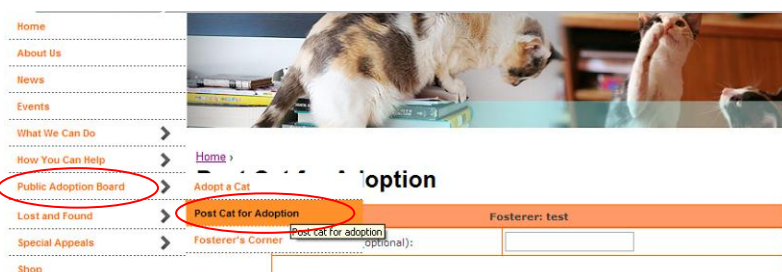 Home
About Us
News
Events
What We Can Do
How You Can Help
Public Adoption Board
Lost and Found
Special Appeals
Shop
Home ›
option
Adopt a Cat
Post Cat for Adoption
Fosterer's Corner
Post cat for adoption
Fosterer: test
optional):